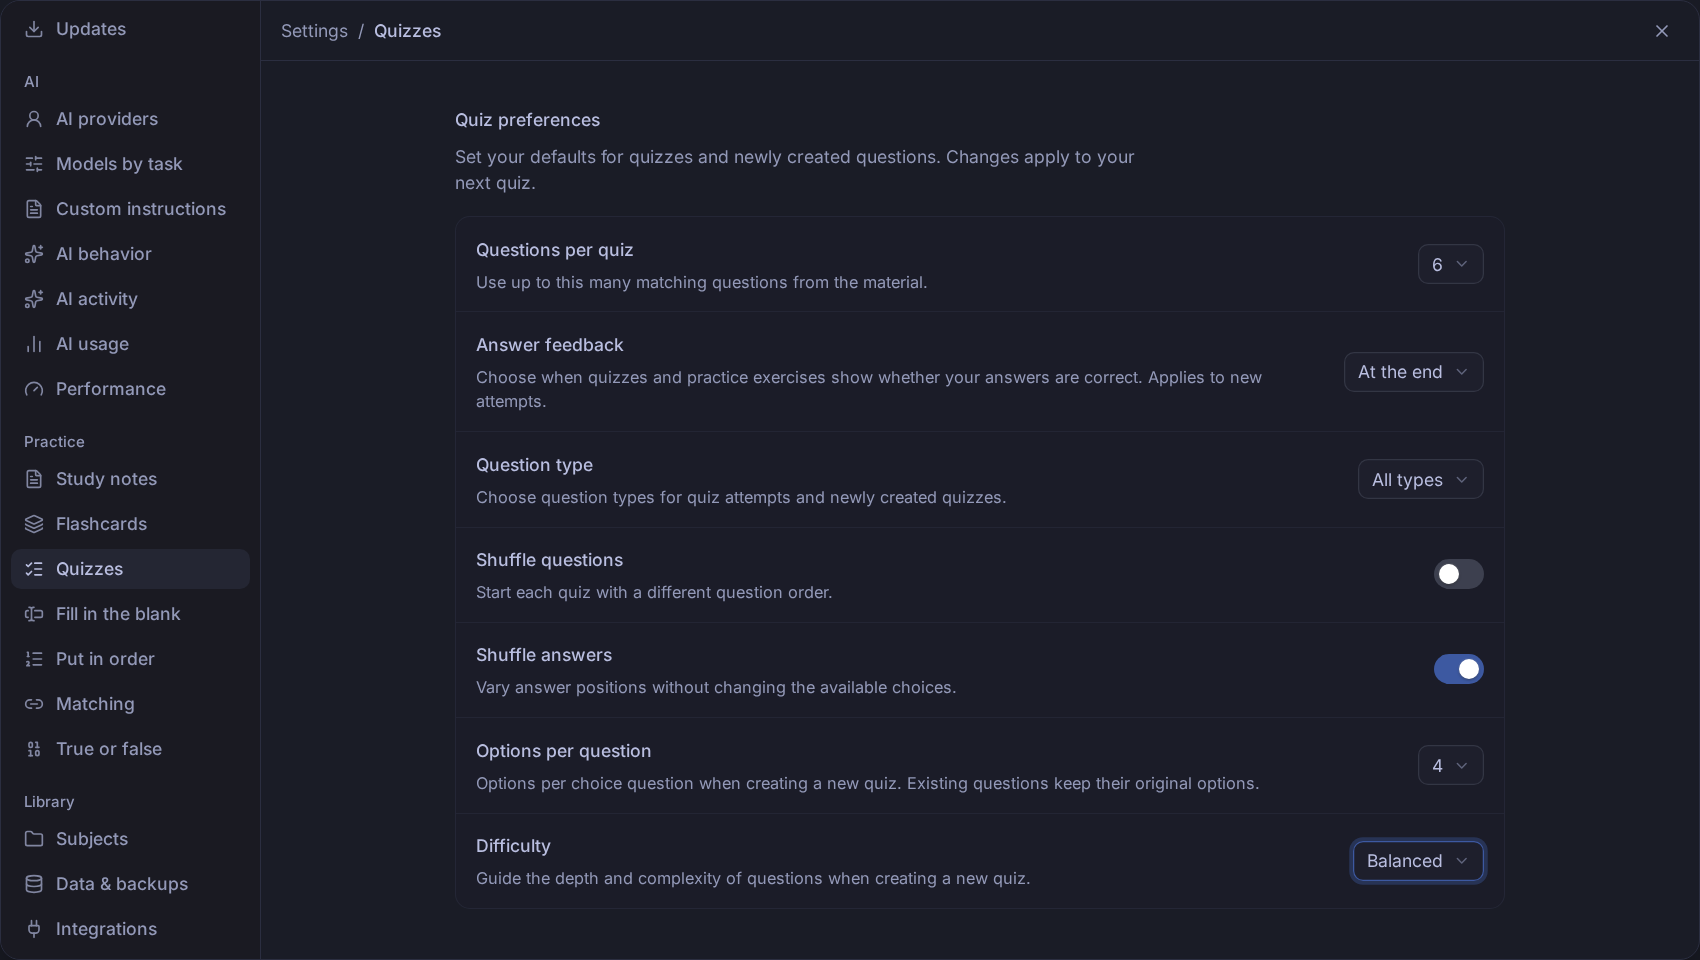 Updates
AI
AI providers
Models by task
Custom instructions
AI behavior
AI activity
AI usage
Performance
Practice
Study notes
Flashcards
Quizzes
Fill in the blank
Put in order
Matching
True or false
Library
Subjects
Data & backups
Integrations
Settings / Quizzes
Quiz preferences
Set your defaults for quizzes and newly created questions. Changes apply to your
next quiz.
Questions per quiz
Use up to this many matching questions from the material.
6
Answer feedback
Choose when quizzes and practice exercises show whether your answers are correct. Applies to new
attempts.
At the end
Question type
Choose question types for quiz attempts and newly created quizzes.
All types
Shuffle questions
Start each quiz with a different question order.
Shuffle answers
Vary answer positions without changing the available choices.
Options per question
Options per choice question when creating a new quiz. Existing questions keep their original options.
4
Difficulty
Guide the depth and complexity of questions when creating a new quiz.
Balanced